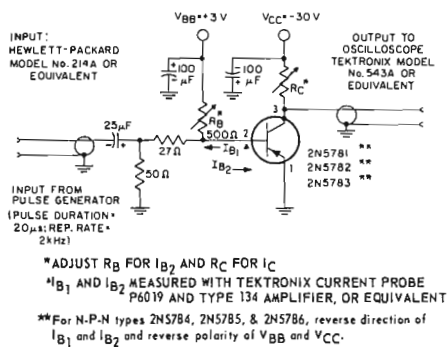 INPUT:
HEWLETT-PACKARD
MODEL No. 214A OR
EQUIVALENT
VBB=+3 V
VCC=-30V
OUTPUT TO
OSCILLOSCOPE
TEKTRONIX MODEL
No. 543A OR
EQUIVALENT
+ 100 μF -
- 100 μF +
RB*
RC*
3
25μF
- +
27Ω
500Ω
IB1▲
2
IB2
1
50Ω
2N5781 **
2N5782 **
2N5783 **
INPUT FROM
PULSE GENERATOR
(PULSE DURATION=
20μs; REP. RATE=
2kHz)
*ADJUST RB FOR IB2 AND RC FOR IC
▲IB1 AND IB2 MEASURED WITH TEKTRONIX CURRENT PROBE
P6019 AND TYPE 134 AMPLIFIER, OR EQUIVALENT
**For N-P-N types 2N5784, 2N5785, & 2N5786, reverse direction of
IB1 and IB2 and reverse polarity of VBB and VCC.